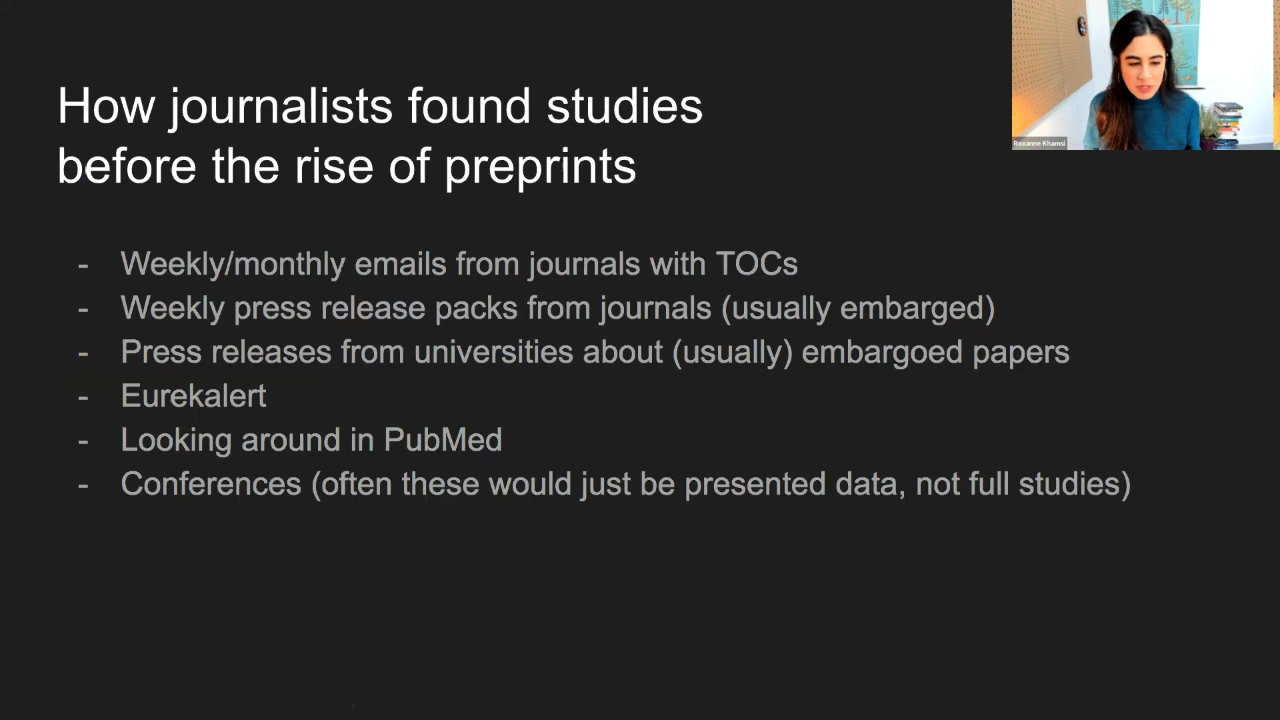 How journalists found studies
before the rise of preprints
Roxanne Khamsi
- Weekly/monthly emails from journals with TOCs
- Weekly press release packs from journals (usually embarged)
- Press releases from universities about (usually) embargoed papers
- Eurekalert
- Looking around in PubMed
- Conferences (often these would just be presented data, not full studies)